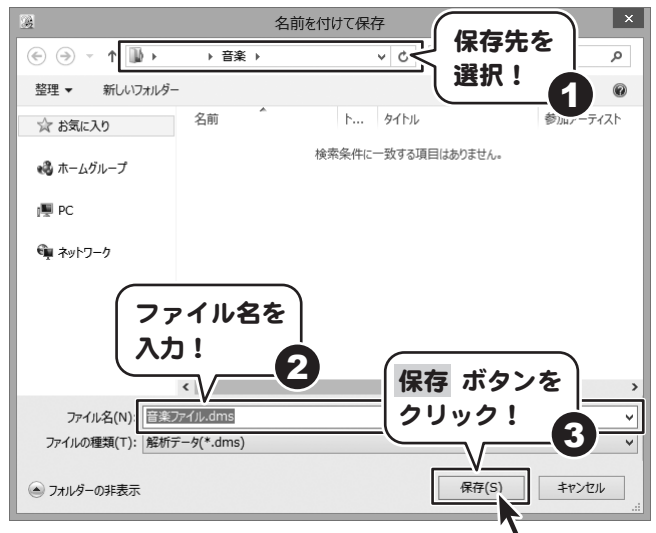 名前を付けて保存
音楽
保存先を
選択！
1
整理
新しいフォルダー
お気に入り
名前
ト...
タイトル
参加アーティスト
検索条件に一致する項目はありません。
ホームグループ
PC
ネットワーク
ファイル名を
入力！
2
保存 ボタンを
クリック！
3
ファイル名(N):
音楽ファイル.dms
ファイルの種類(T):
解析データ(*.dms)
フォルダーの非表示
保存(S)
キャンセル